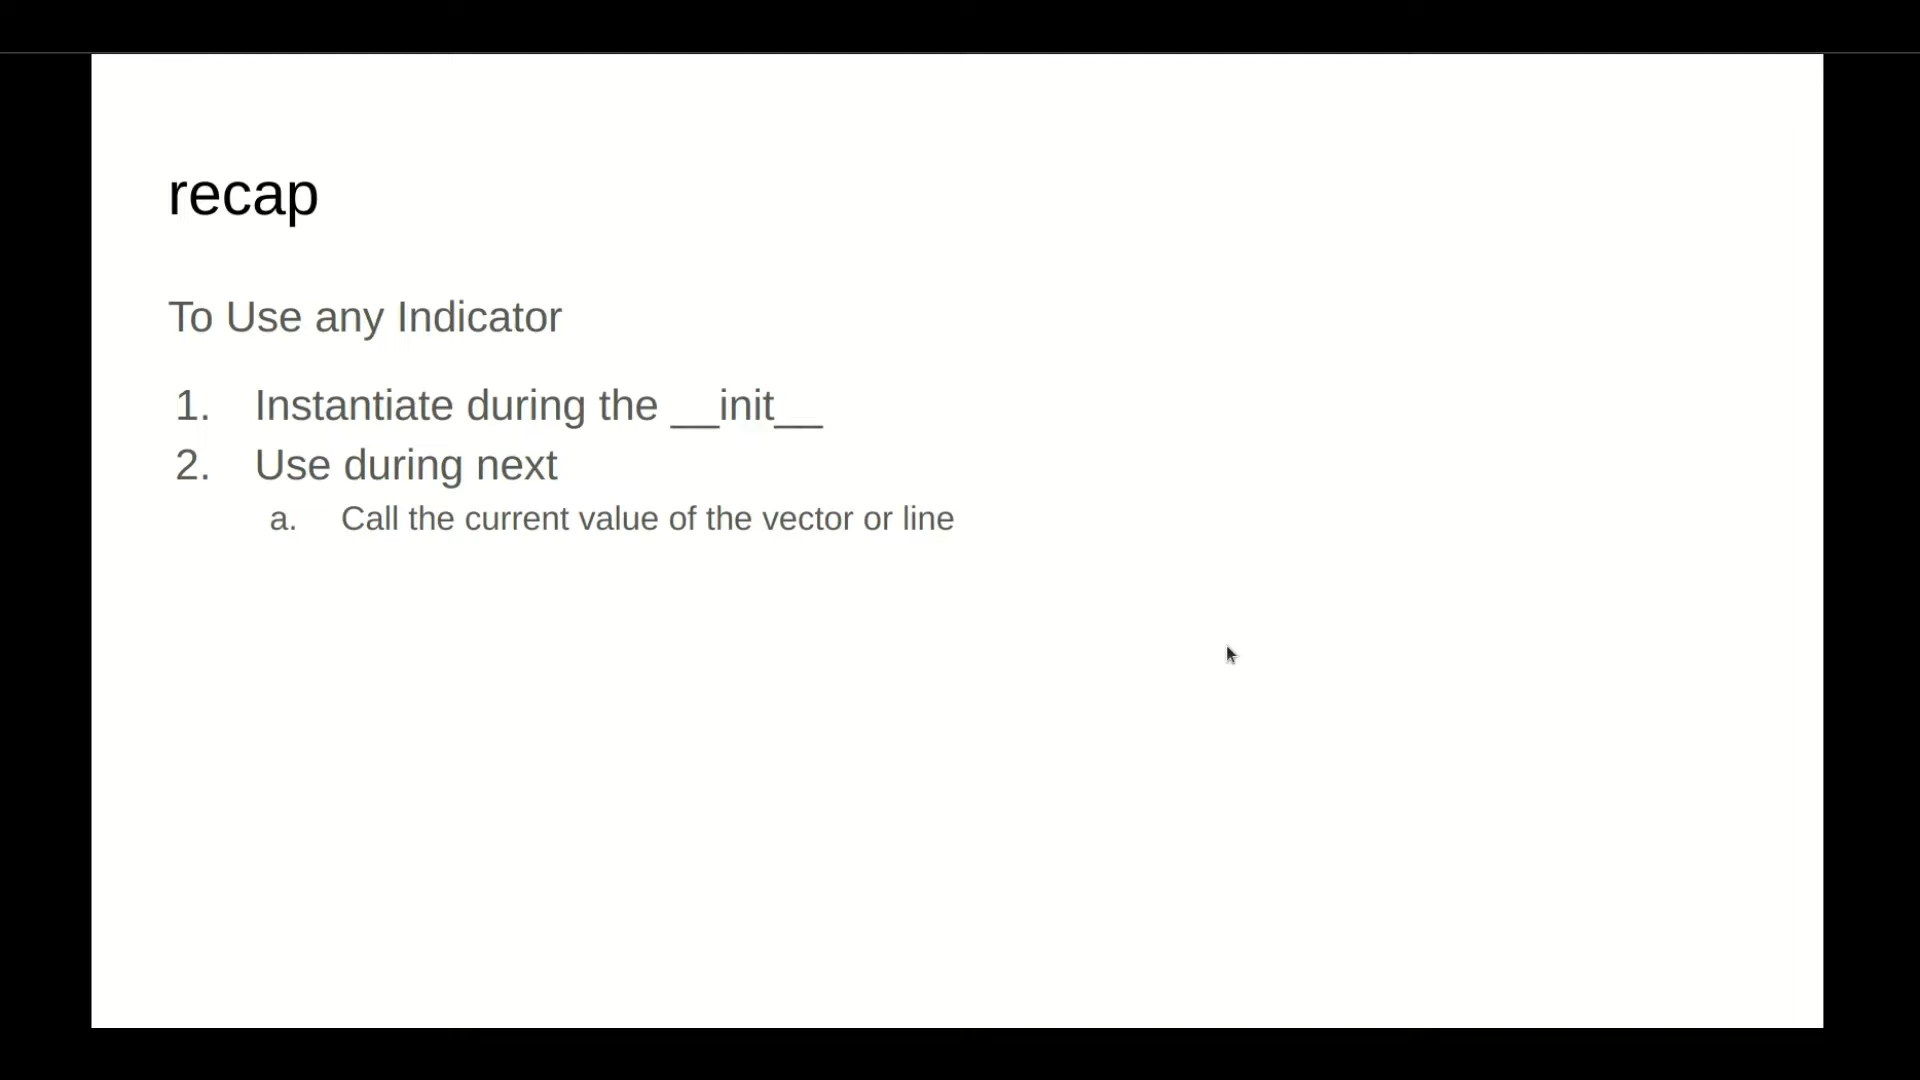 recap
To Use any Indicator
1. Instantiate during the __init__
2. Use during next
a. Call the current value of the vector or line